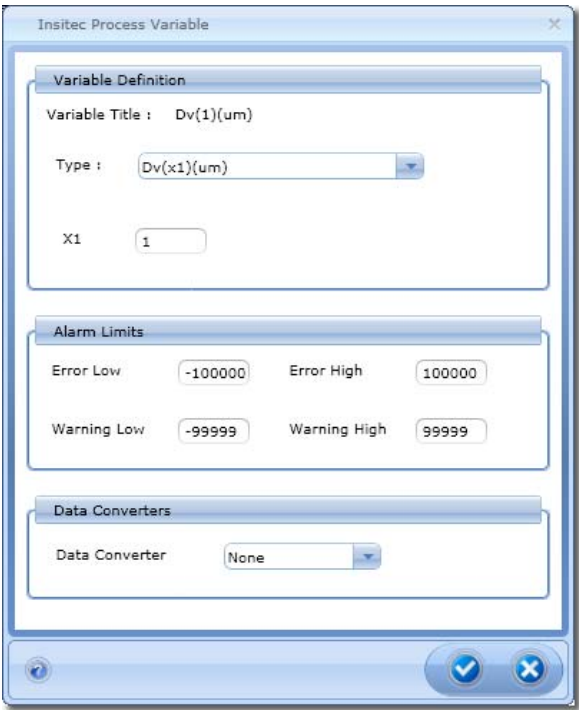 Insitec Process Variable
Variable Definition
Variable Title : Dv(1)(um)
Type : Dv(x1)(um)
X1 1
Alarm Limits
Error Low -100000 Error High 100000
Warning Low -99999 Warning High 99999
Data Converters
Data Converter None